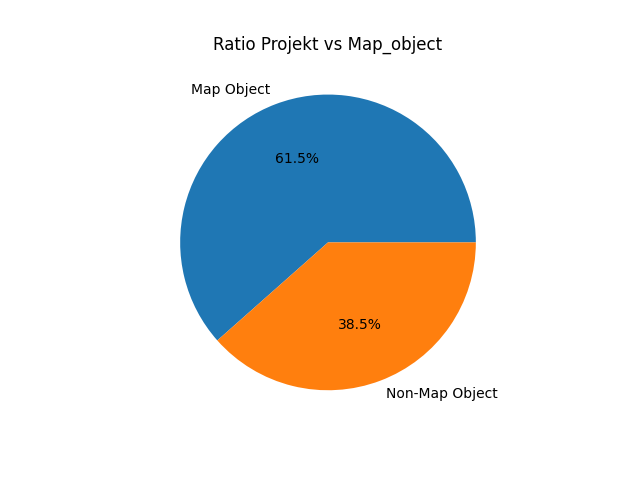 Ratio Projekt vs Map_object
Map Object
61.5%
38.5%
Non-Map Object